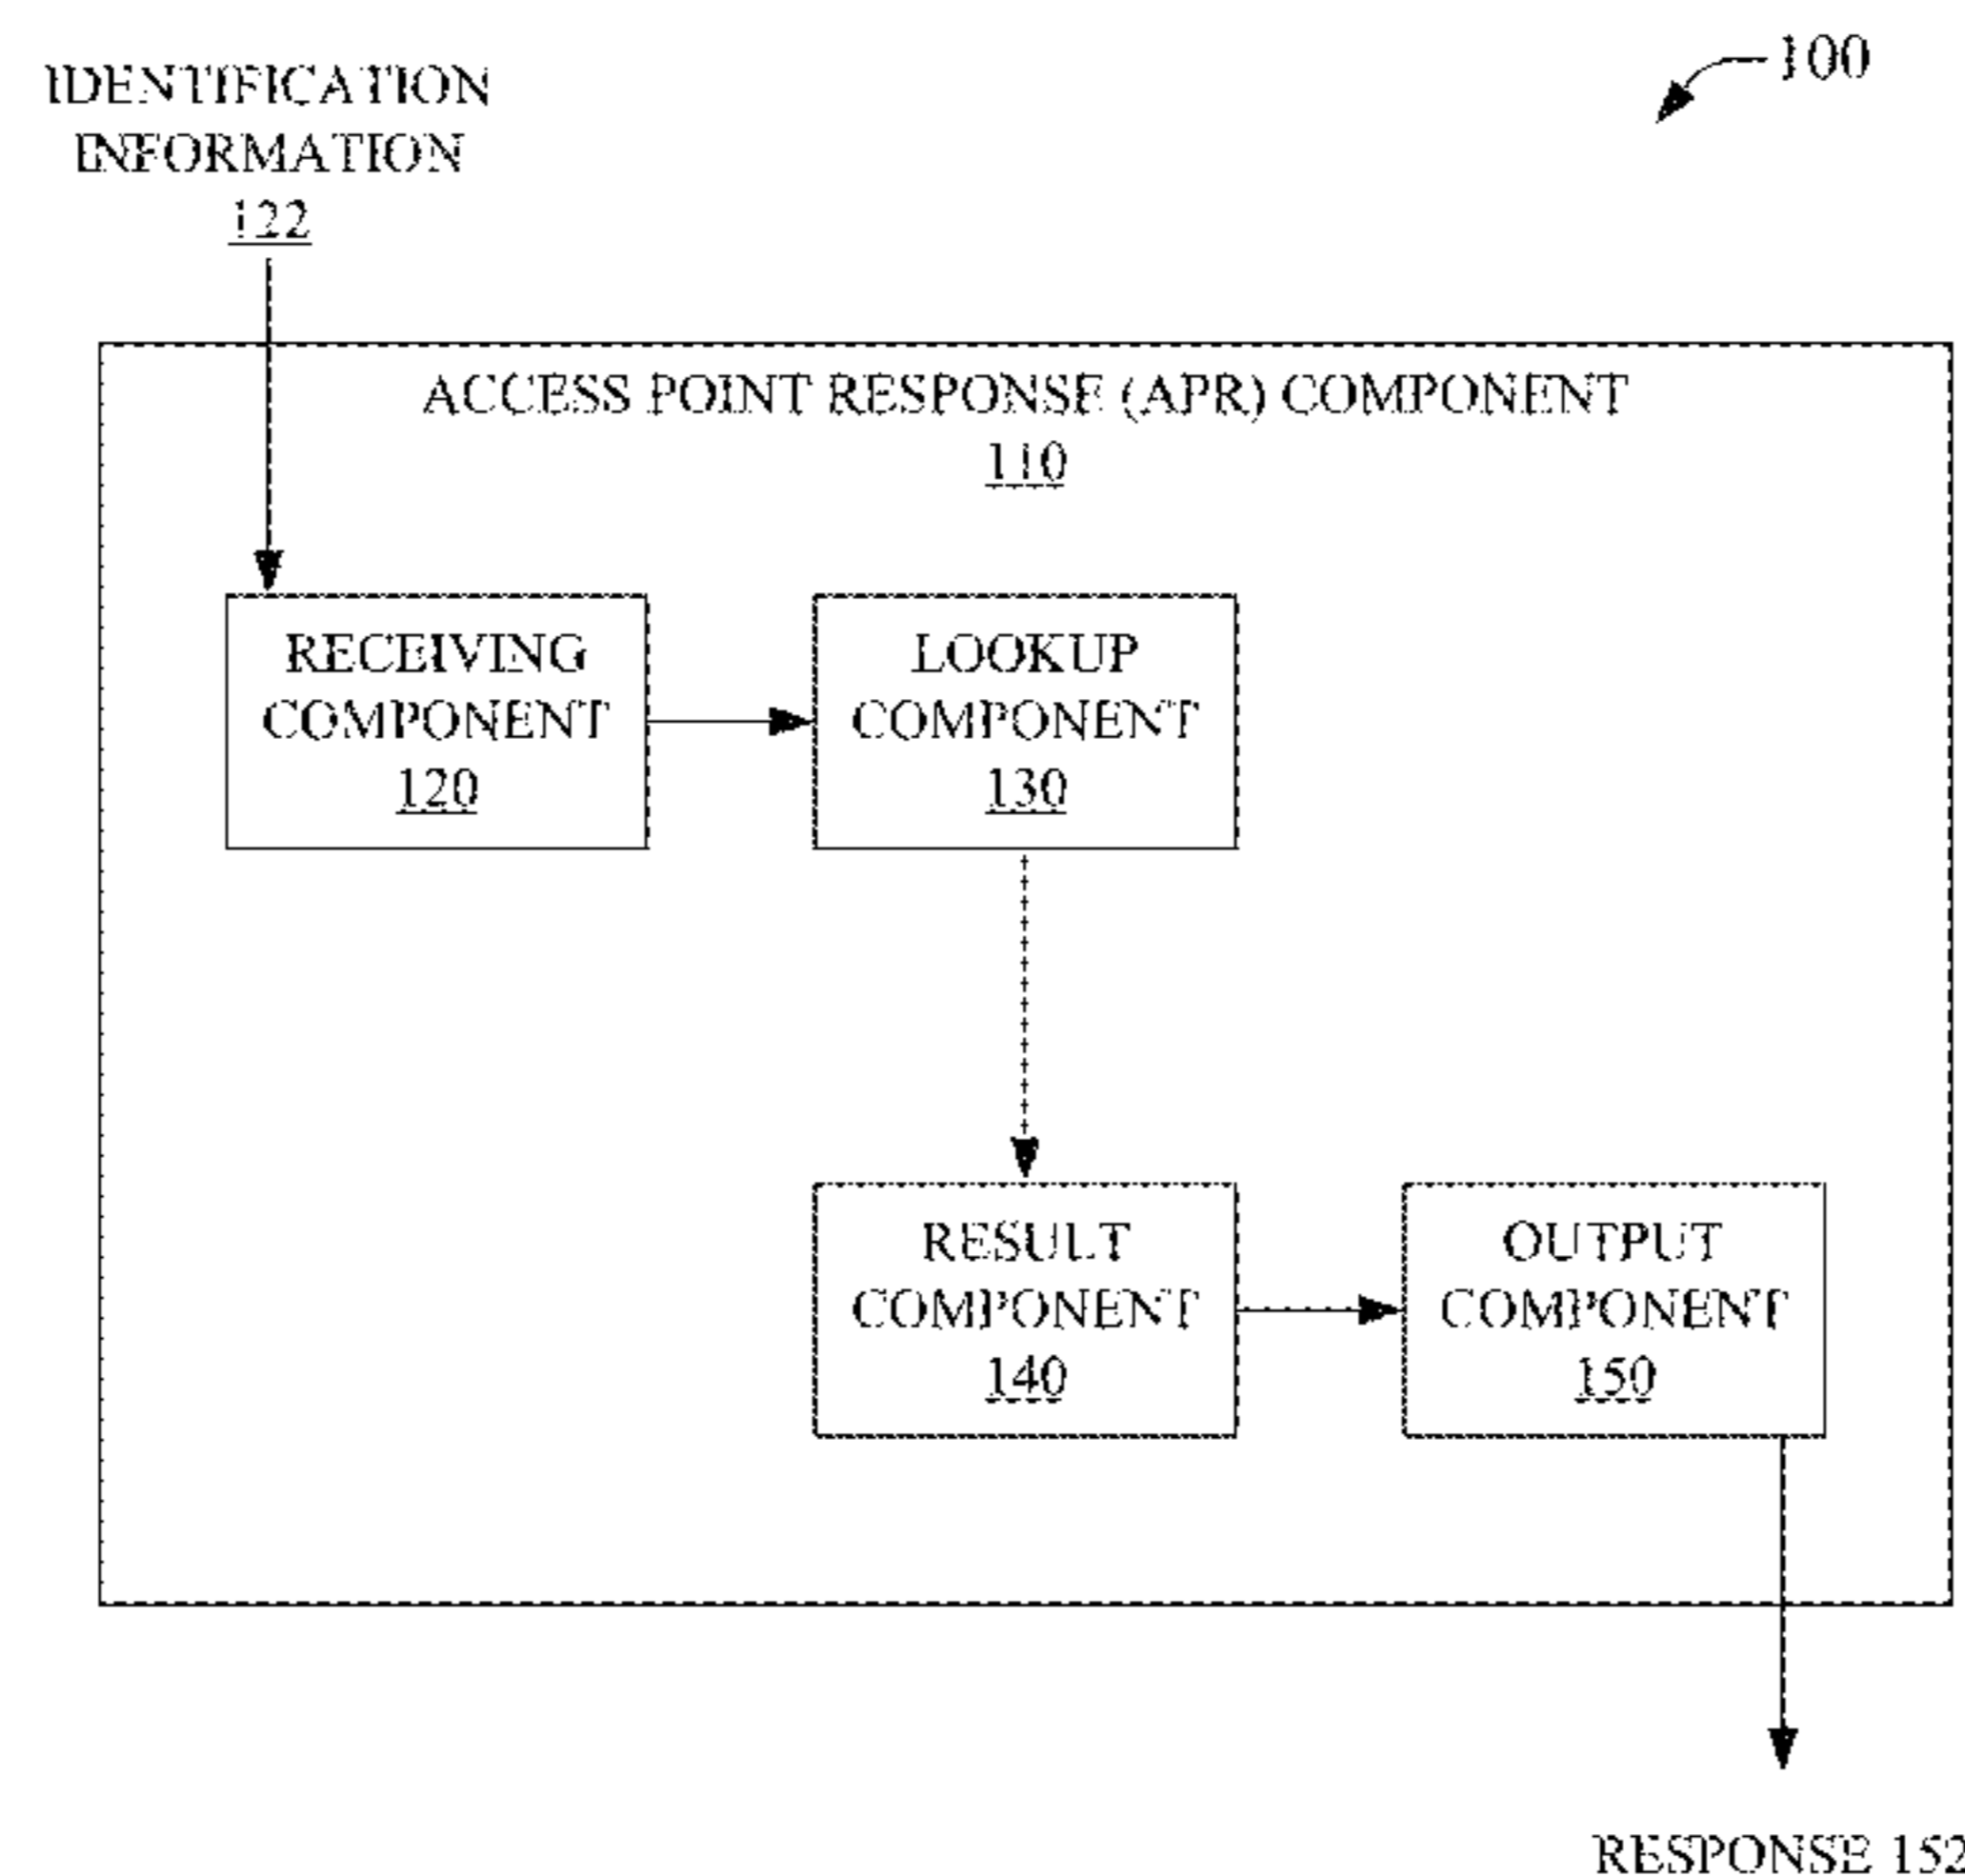 100
IDENTIFICATION
INFORMATION
122
ACCESS POINT RESPONSE (APR) COMPONENT
110
RECEIVING
COMPONENT
120
LOOKUP
COMPONENT
130
RESULT
COMPONENT
140
OUTPUT
COMPONENT
150
RESPONSE 152